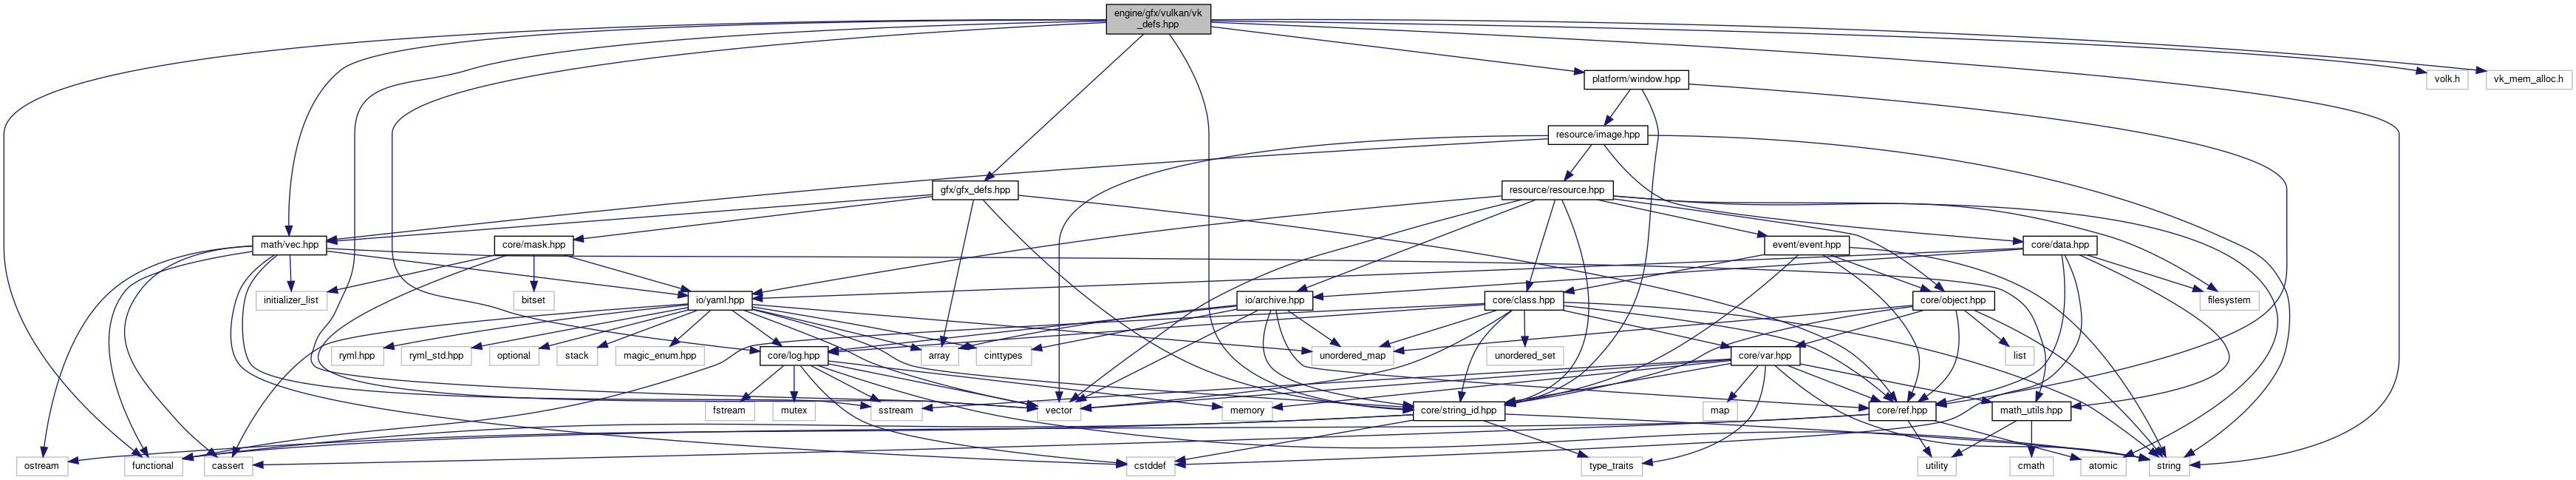 engine/gfx/vulkan/vk
_defs.hpp
platform/window.hpp
volk.h
vk_mem_alloc.h
resource/image.hpp
gfx/gfx_defs.hpp
resource/resource.hpp
math/vec.hpp
core/mask.hpp
event/event.hpp
core/data.hpp
initializer_list
bitset
io/yaml.hpp
io/archive.hpp
core/class.hpp
core/object.hpp
filesystem
ryml.hpp
ryml_std.hpp
optional
stack
magic_enum.hpp
core/log.hpp
array
cinttypes
unordered_map
unordered_set
core/var.hpp
list
fstream
mutex
sstream
vector
memory
core/string_id.hpp
map
core/ref.hpp
math_utils.hpp
ostream
functional
cassert
cstddef
type_traits
utility
cmath
atomic
string